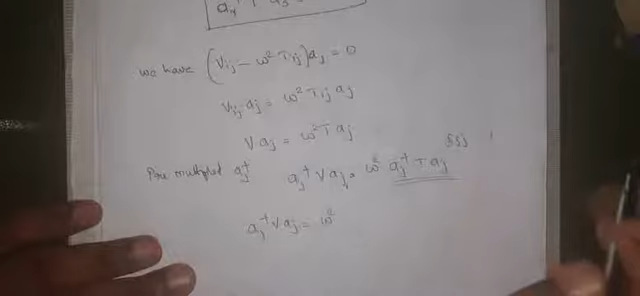 we have (Vij - ω² Tij) aj = 0
Vij aj = ω² Tij aj
V aj = ω² T aj
Pre multiplied aj† aj† V aj = ω² aj† T aj
aj† V aj = ω²